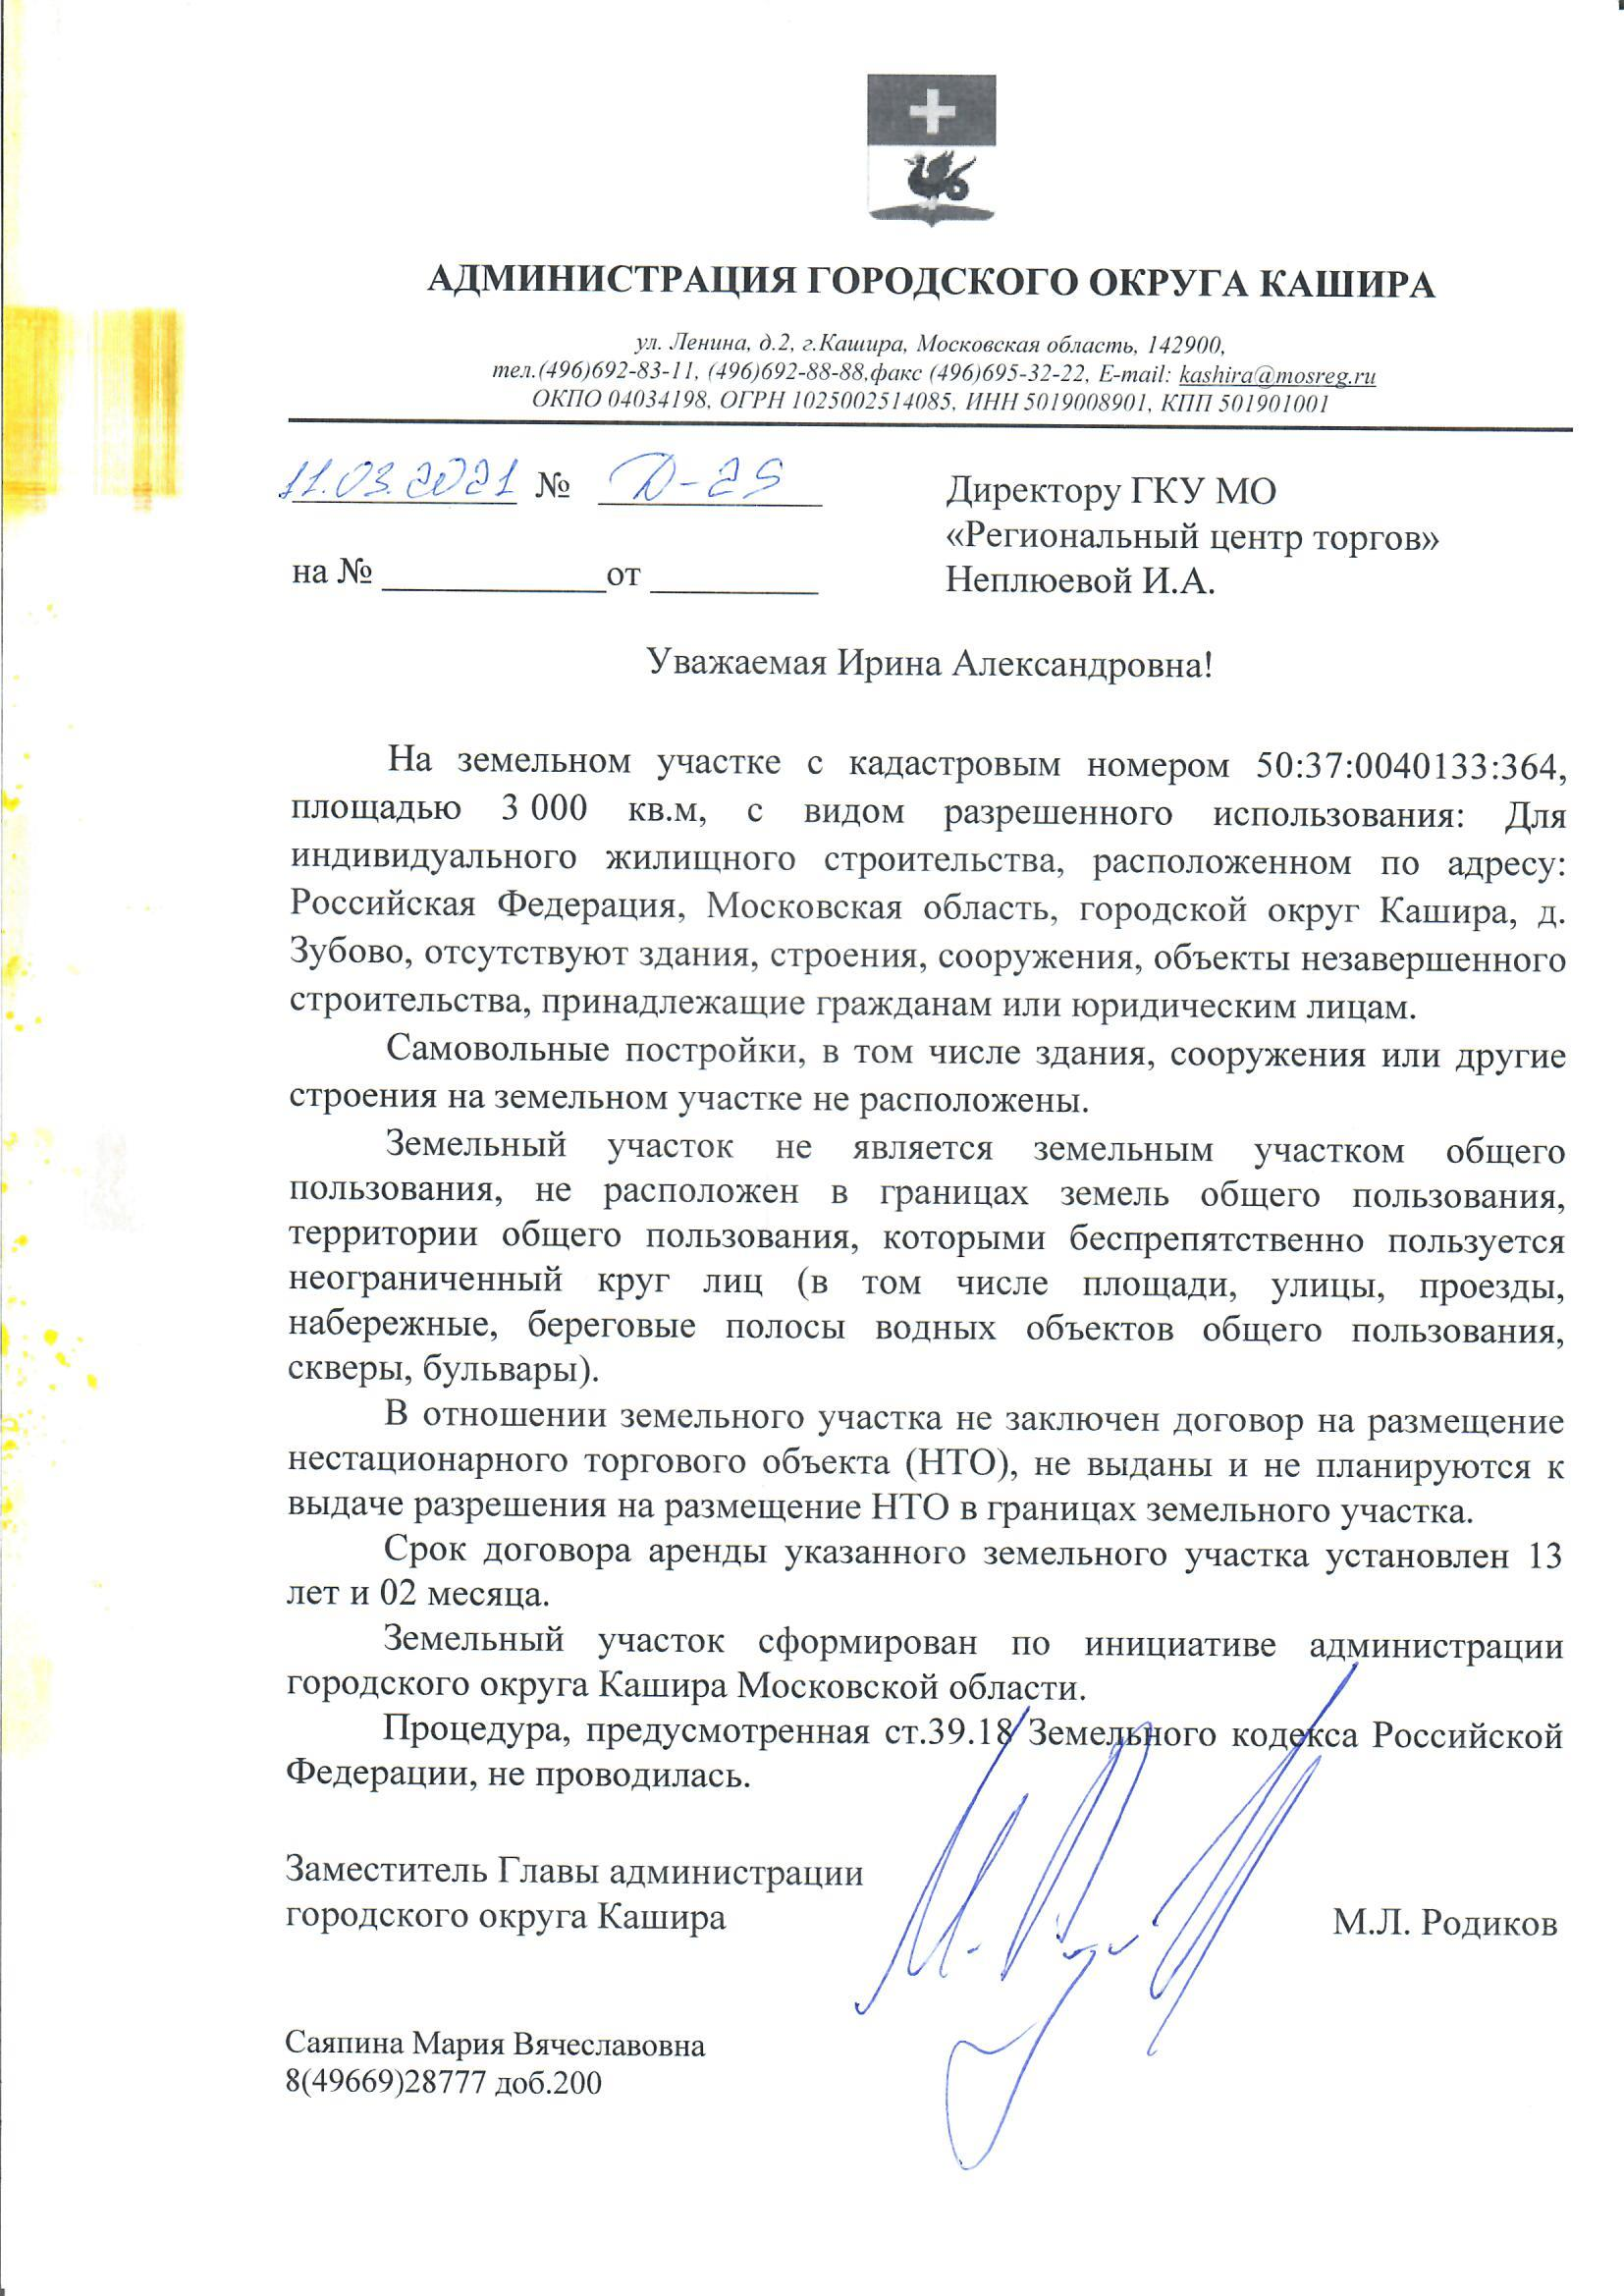 АДМИНИСТРАЦИЯ ГОРОДСКОГО ОКРУГА КАШИРА
ул. Ленина, д.2, г.Кашира, Московская область, 142900,
тел.(496)692-83-11, (496)692-88-88,факс (496)695-32-22, E-mail: kashira@mosreg.ru
ОКПО 04034198, ОГРН 1025002514085, ИНН 5019008901, КПП 501901001
11.03.2021 № Д-25
на № ____________от _________
Директору ГКУ МО
«Региональный центр торгов»
Неплюевой И.А.
Уважаемая Ирина Александровна!
На земельном участке с кадастровым номером 50:37:0040133:364,
площадью 3 000 кв.м, с видом разрешенного использования: Для
индивидуального жилищного строительства, расположенном по адресу:
Российская Федерация, Московская область, городской округ Кашира, д.
Зубово, отсутствуют здания, строения, сооружения, объекты незавершенного
строительства, принадлежащие гражданам или юридическим лицам.
Самовольные постройки, в том числе здания, сооружения или другие
строения на земельном участке не расположены.
Земельный участок не является земельным участком общего
пользования, не расположен в границах земель общего пользования,
территории общего пользования, которыми беспрепятственно пользуется
неограниченный круг лиц (в том числе площади, улицы, проезды,
набережные, береговые полосы водных объектов общего пользования,
скверы, бульвары).
В отношении земельного участка не заключен договор на размещение
нестационарного торгового объекта (НТО), не выданы и не планируются к
выдаче разрешения на размещение НТО в границах земельного участка.
Срок договора аренды указанного земельного участка установлен 13
лет и 02 месяца.
Земельный участок сформирован по инициативе администрации
городского округа Кашира Московской области.
Процедура, предусмотренная ст.39.18 Земельного кодекса Российской
Федерации, не проводилась.
Заместитель Главы администрации
городского округа Кашира
М.Л. Родиков
Саяпина Мария Вячеславовна
8(49669)28777 доб.200